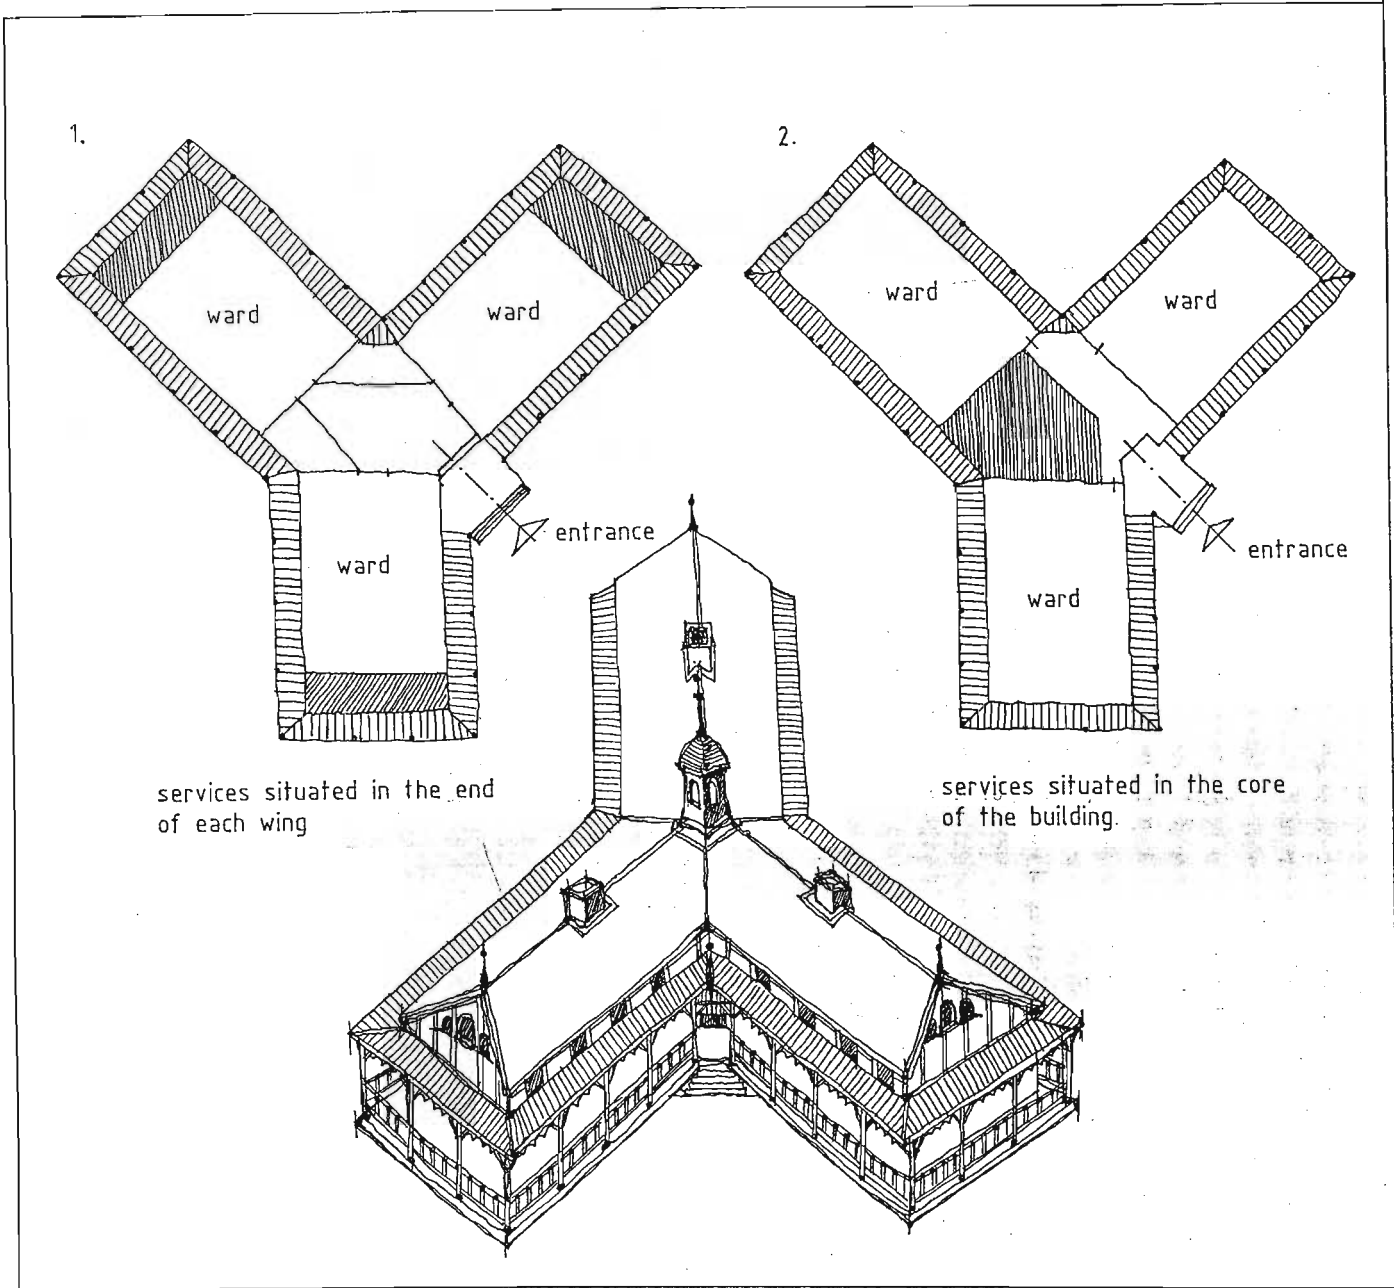 1.
ward
ward
ward
entrance
services situated in the end
of each wing
2.
ward
ward
ward
entrance
services situated in the core
of the building.